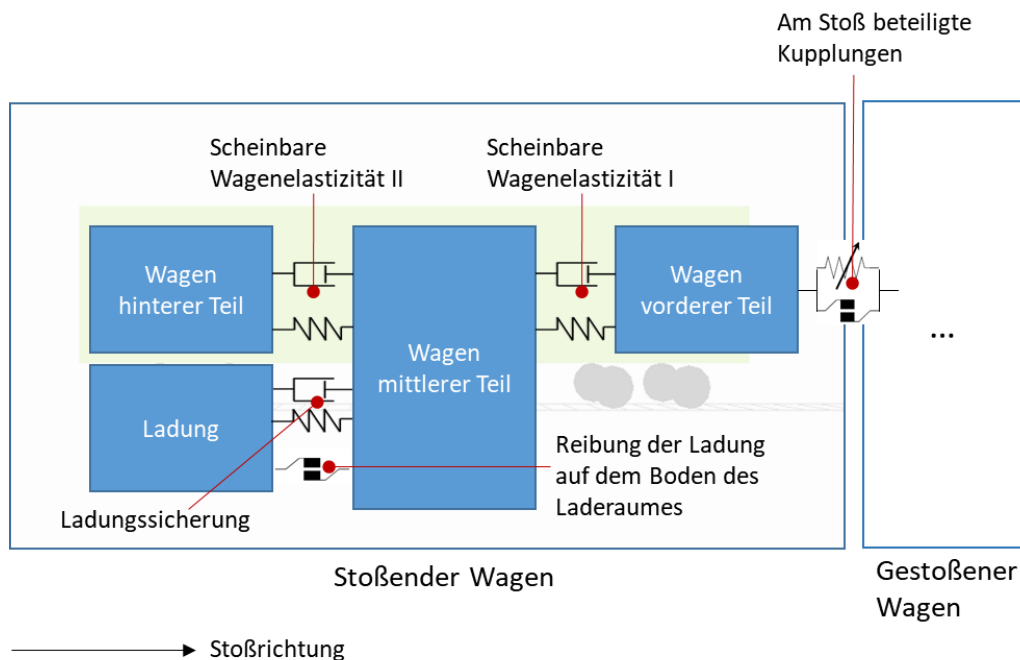 Am Stoß beteiligte
Kupplungen
Scheinbare
Wagenelastizität II
Scheinbare
Wagenelastizität I
Wagen
hinterer Teil
Wagen
mittlerer Teil
Wagen
vorderer Teil
...
Ladung
Reibung der Ladung
auf dem Boden des
Laderaumes
Ladungssicherung
Stoßender Wagen
Gestoßener
Wagen
Stoßrichtung